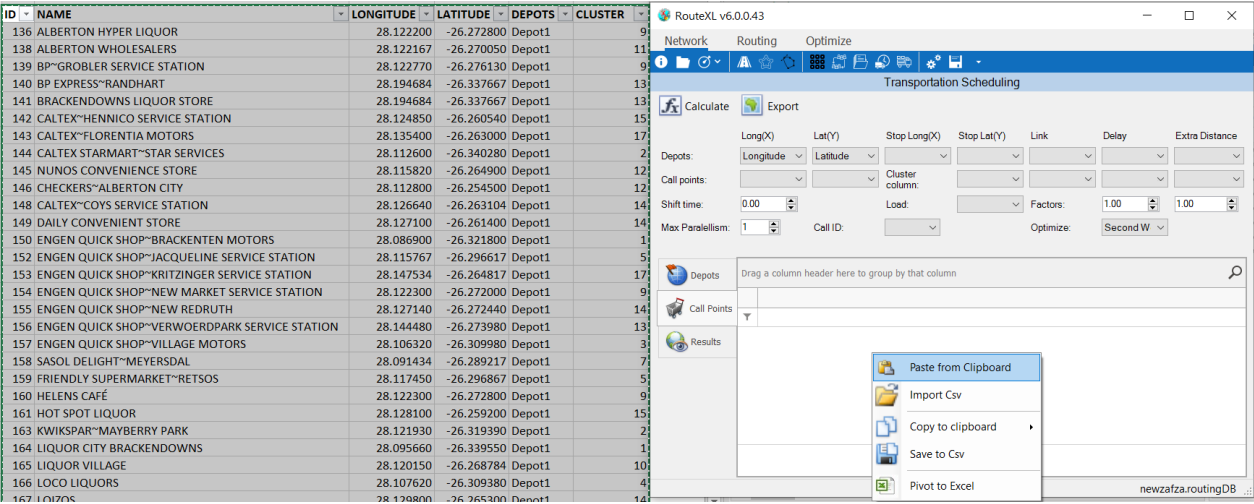 ID NAME LONGITUDE LATITUDE DEPOTS CLUSTER
136 ALBERTON HYPER LIQUOR 28.122200 -26.272800 Depot1 9
138 ALBERTON WHOLESALERS 28.122167 -26.270050 Depot1 11
139 BP~GROBLER SERVICE STATION 28.122770 -26.276130 Depot1 9
140 BP EXPRESS~RANDHART 28.194684 -26.337667 Depot1 13
141 BRACKENDOWNS LIQUOR STORE 28.194684 -26.337667 Depot1 13
142 CALTEX~HENNICO SERVICE STATION 28.124850 -26.260540 Depot1 15
143 CALTEX~FLORENTIA MOTORS 28.135400 -26.263000 Depot1 17
144 CALTEX STARMART~STAR SERVICES 28.112600 -26.340280 Depot1 2
145 NUNOS CONVENIENCE STORE 28.115820 -26.264900 Depot1 12
146 CHECKERS~ALBERTON CITY 28.112800 -26.254500 Depot1 12
148 CALTEX~COYS SERVICE STATION 28.126640 -26.263104 Depot1 14
149 DAILY CONVENIENT STORE 28.127100 -26.261400 Depot1 14
150 ENGEN QUICK SHOP~BRACKENTEN MOTORS 28.086900 -26.321800 Depot1 1
152 ENGEN QUICK SHOP~JACQUELINE SERVICE STATION 28.115767 -26.296617 Depot1 5
153 ENGEN QUICK SHOP~KRITZINGER SERVICE STATION 28.147534 -26.264817 Depot1 17
154 ENGEN QUICK SHOP~NEW MARKET SERVICE STATION 28.122300 -26.272000 Depot1 9
155 ENGEN QUICK SHOP~NEW REDRUTH 28.127140 -26.272440 Depot1 14
156 ENGEN QUICK SHOP~VERWOERDPARK SERVICE STATION 28.144480 -26.273980 Depot1 13
157 ENGEN QUICK SHOP~VILLAGE MOTORS 28.106320 -26.309980 Depot1 3
158 SASOL DELIGHT~MEYERSDAL 28.091434 -26.289217 Depot1 7
159 FRIENDLY SUPERMARKET~RETSOS 28.117450 -26.296867 Depot1 5
160 HELENS CAFÉ 28.122300 -26.272800 Depot1 9
161 HOT SPOT LIQUOR 28.128100 -26.259200 Depot1 15
163 KWIKSPAR~MAYBERRY PARK 28.121930 -26.319390 Depot1 2
164 LIQUOR CITY BRACKENDOWNS 28.095660 -26.339550 Depot1 1
165 LIQUOR VILLAGE 28.120150 -26.268784 Depot1 10
166 LOCO LIQUORS 28.107620 -26.309380 Depot1 4
167 LOIZOS 28.129800 -26.265300 Depot1 14
RouteXL v6.0.0.43
Network Routing Optimize
Transportation Scheduling
Calculate Export
Long(X) Lat(Y) Stop Long(X) Stop Lat(Y) Link Delay Extra Distance
Depots: Longitude Latitude
Call points: Cluster column:
Shift time: 0.00 Load: Factors: 1.00 1.00
Max Paralellism: 1 Call ID: Optimize: Second W
Depots
Drag a column header here to group by that column
Call Points
Results
Paste from Clipboard
Import Csv
Copy to clipboard
Save to Csv
Pivot to Excel
newzafza.routingDB